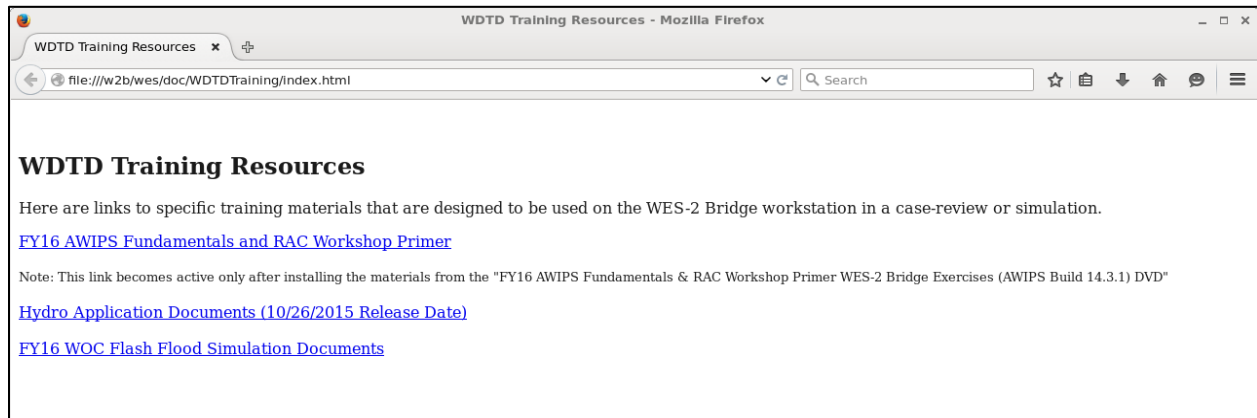 WDTD Training Resources - Mozilla Firefox
WDTD Training Resources
file:///w2b/wes/doc/WDTDTraining/index.html
Search
WDTD Training Resources
Here are links to specific training materials that are designed to be used on the WES-2 Bridge workstation in a case-review or simulation.
FY16 AWIPS Fundamentals and RAC Workshop Primer
Note: This link becomes active only after installing the materials from the "FY16 AWIPS Fundamentals & RAC Workshop Primer WES-2 Bridge Exercises (AWIPS Build 14.3.1) DVD"
Hydro Application Documents (10/26/2015 Release Date)
FY16 WOC Flash Flood Simulation Documents